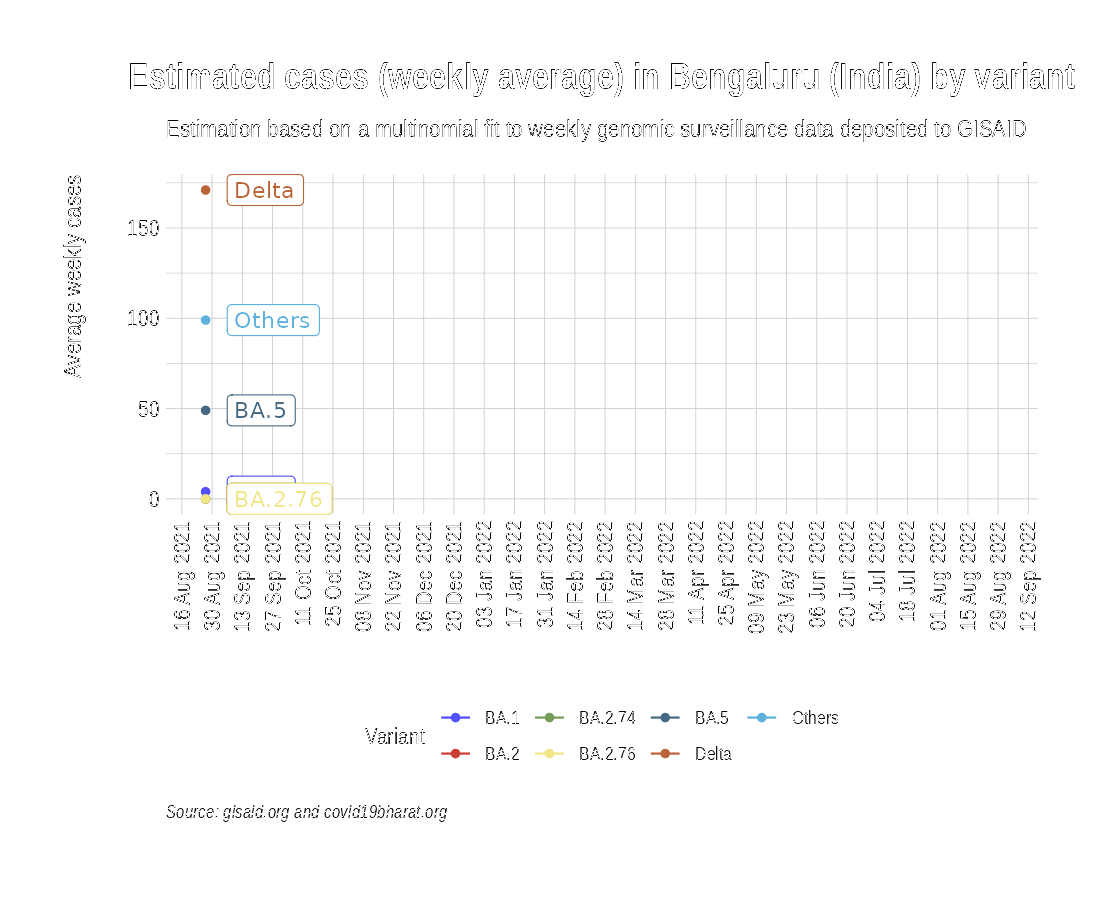 Estimated cases (weekly average) in Bengaluru (India) by variant
Estimation based on a multinomial fit to weekly genomic surveillance data deposited to GISAID
Average weekly cases
150
100
50
0
Delta
Others
BA.5
BA.2.76
16 Aug 2021
30 Aug 2021
13 Sep 2021
27 Sep 2021
11 Oct 2021
25 Oct 2021
08 Nov 2021
22 Nov 2021
06 Dec 2021
20 Dec 2021
03 Jan 2022
17 Jan 2022
31 Jan 2022
14 Feb 2022
28 Feb 2022
14 Mar 2022
28 Mar 2022
11 Apr 2022
25 Apr 2022
09 May 2022
23 May 2022
06 Jun 2022
20 Jun 2022
04 Jul 2022
18 Jul 2022
01 Aug 2022
15 Aug 2022
29 Aug 2022
12 Sep 2022
Variant
BA.1 BA.2.74 BA.5 Others
BA.2 BA.2.76 Delta
Source: gisaid.org and covid19bharat.org